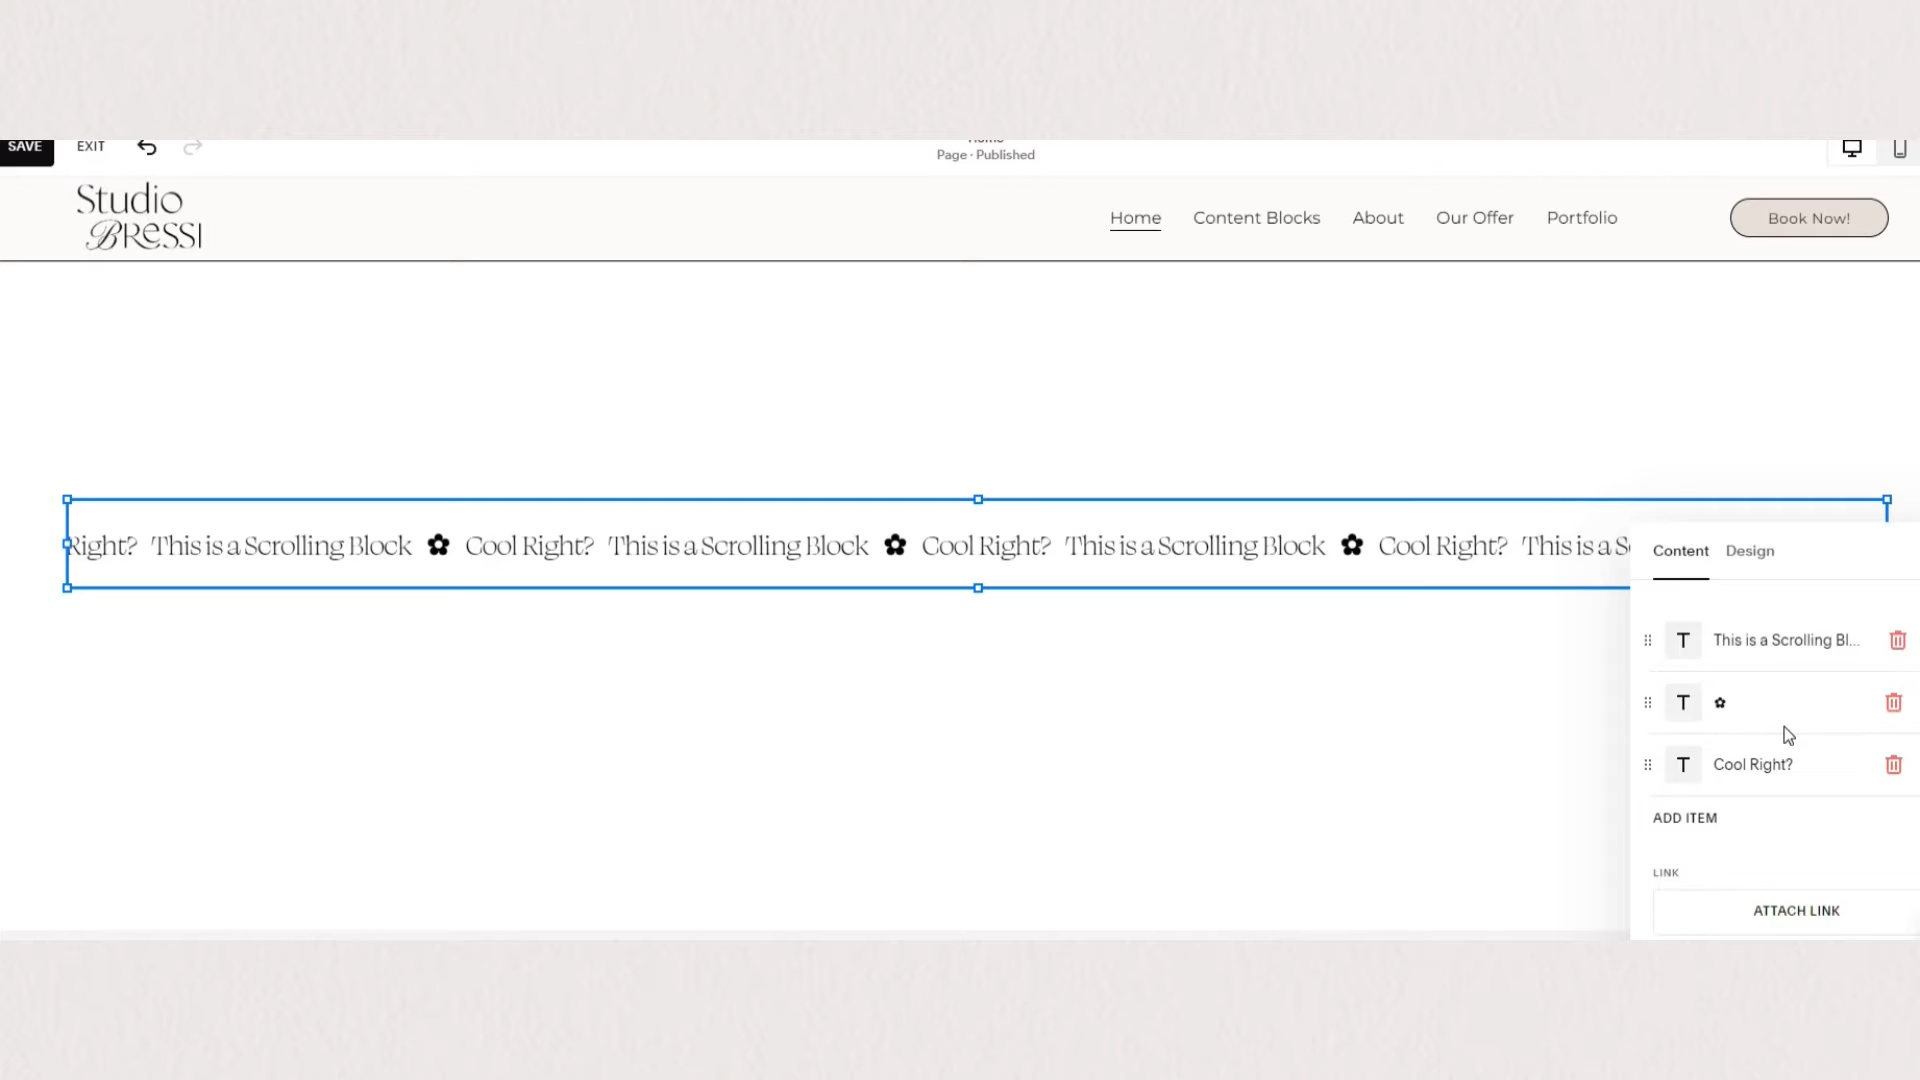 SAVE
EXIT
Home
Page · Published
Studio
BRESSI
Home
Content Blocks
About
Our Offer
Portfolio
Book Now!
Right? This is a Scrolling Block ✿ Cool Right? This is a Scrolling Block ✿ Cool Right? This is a Scrolling Block ✿ Cool Right? This is a S
Content
Design
T This is a Scrolling Bl...
T ✿
T Cool Right?
ADD ITEM
LINK
ATTACH LINK